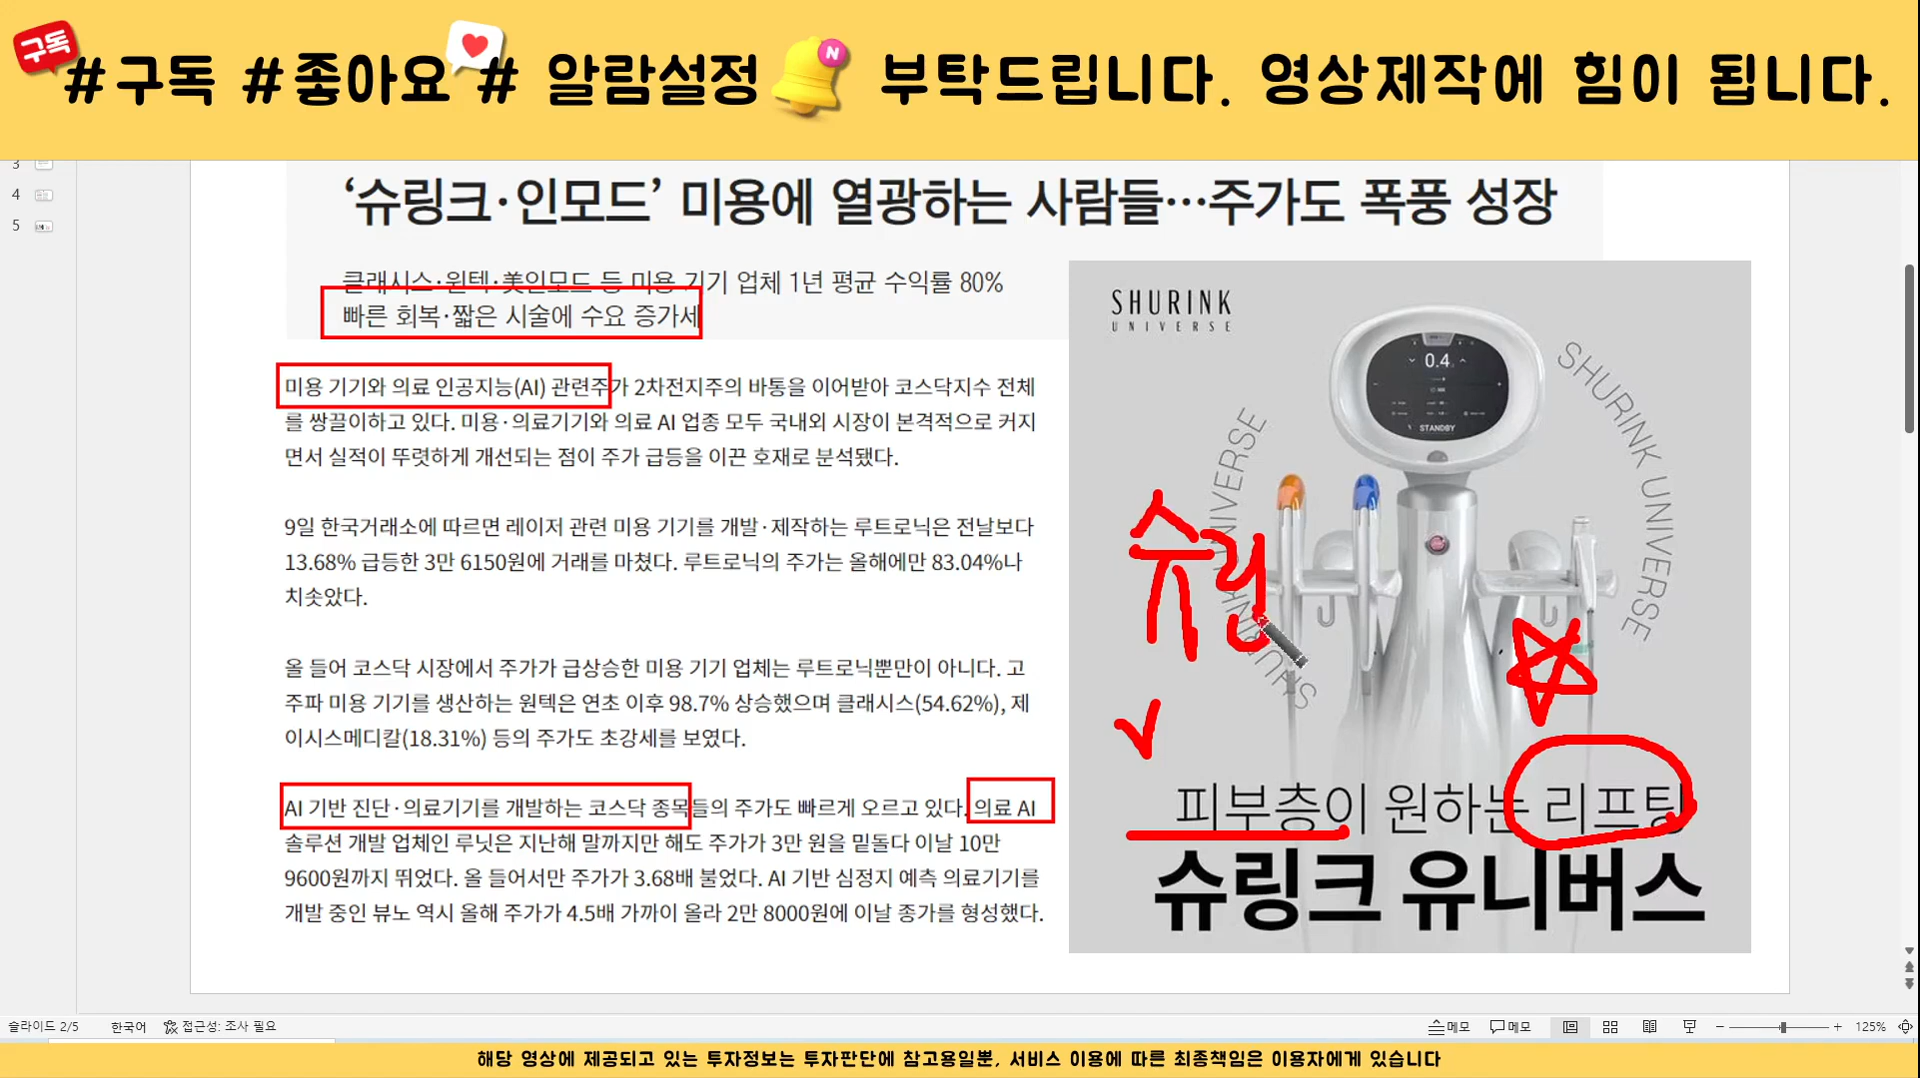 구독
#구독 #좋아요 # 알람설정 N 부탁드립니다. 영상제작에 힘이 됩니다.
3
4
5
‘슈링크·인모드’ 미용에 열광하는 사람들…주가도 폭풍 성장
클래시스·원텍·美인모드 등 미용 기기 업체 1년 평균 수익률 80%
빠른 회복·짧은 시술에 수요 증가세
미용 기기와 의료 인공지능(AI) 관련주가 2차전지주의 바통을 이어받아 코스닥지수 전체
를 쌍끌이하고 있다. 미용·의료기기와 의료 AI 업종 모두 국내외 시장이 본격적으로 커지
면서 실적이 뚜렷하게 개선되는 점이 주가 급등을 이끈 호재로 분석됐다.
9일 한국거래소에 따르면 레이저 관련 미용 기기를 개발·제작하는 루트로닉은 전날보다
13.68% 급등한 3만 6150원에 거래를 마쳤다. 루트로닉의 주가는 올해에만 83.04%나
치솟았다.
올 들어 코스닥 시장에서 주가가 급상승한 미용 기기 업체는 루트로닉뿐만이 아니다. 고
주파 미용 기기를 생산하는 원텍은 연초 이후 98.7% 상승했으며 클래시스(54.62%), 제
이시스메디칼(18.31%) 등의 주가도 초강세를 보였다.
AI 기반 진단·의료기기를 개발하는 코스닥 종목들의 주가도 빠르게 오르고 있다. 의료 AI
솔루션 개발 업체인 루닛은 지난해 말까지만 해도 주가가 3만 원을 밑돌다 이날 10만
9600원까지 뛰었다. 올 들어서만 주가가 3.68배 불었다. AI 기반 심정지 예측 의료기기를
개발 중인 뷰노 역시 올해 주가가 4.5배 가까이 올라 2만 8000원에 이날 종가를 형성했다.
SHURINK
UNIVERSE
0.4
STANDBY
SHURINK UNIVERSE
SHURINK UNIVERSE
슈린
피부층이 원하는 리프팅
슈링크 유니버스
슬라이드 2/5 한국어 접근성: 조사 필요 메모 메모 125%
해당 영상에 제공되고 있는 투자정보는 투자판단에 참고용일뿐, 서비스 이용에 따른 최종책임은 이용자에게 있습니다